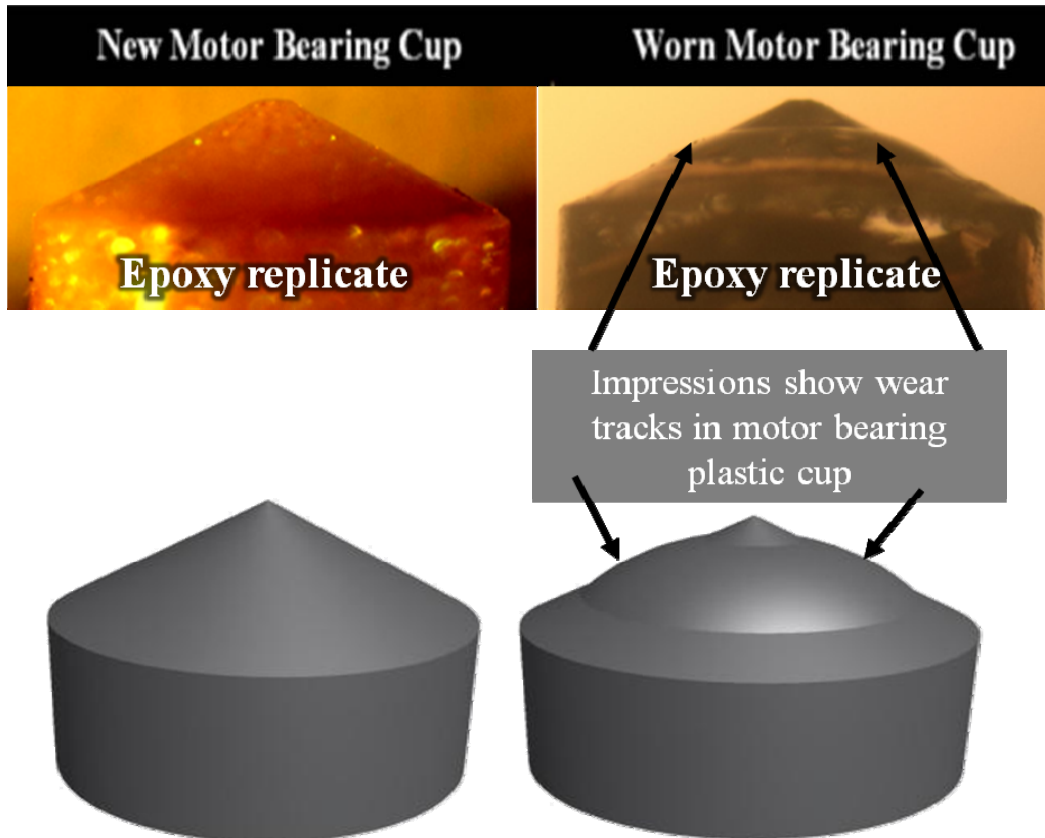 New Motor Bearing Cup
Worn Motor Bearing Cup
Epoxy replicate
Epoxy replicate
Impressions show wear
tracks in motor bearing
plastic cup